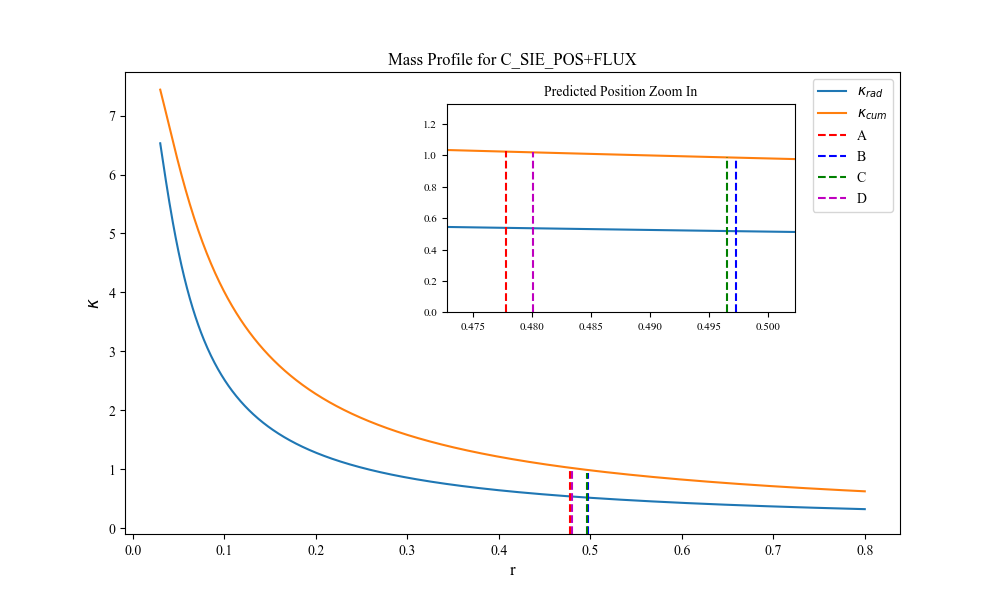 Mass Profile for C_SIE_POS+FLUX
κ_rad
κ_cum
A
B
C
D
Predicted Position Zoom In
1.2
1.0
0.8
0.6
0.4
0.2
0.0
0.475 0.480 0.485 0.490 0.495 0.500
7
6
5
4
3
2
1
0
κ
0.0 0.1 0.2 0.3 0.4 0.5 0.6 0.7 0.8
r